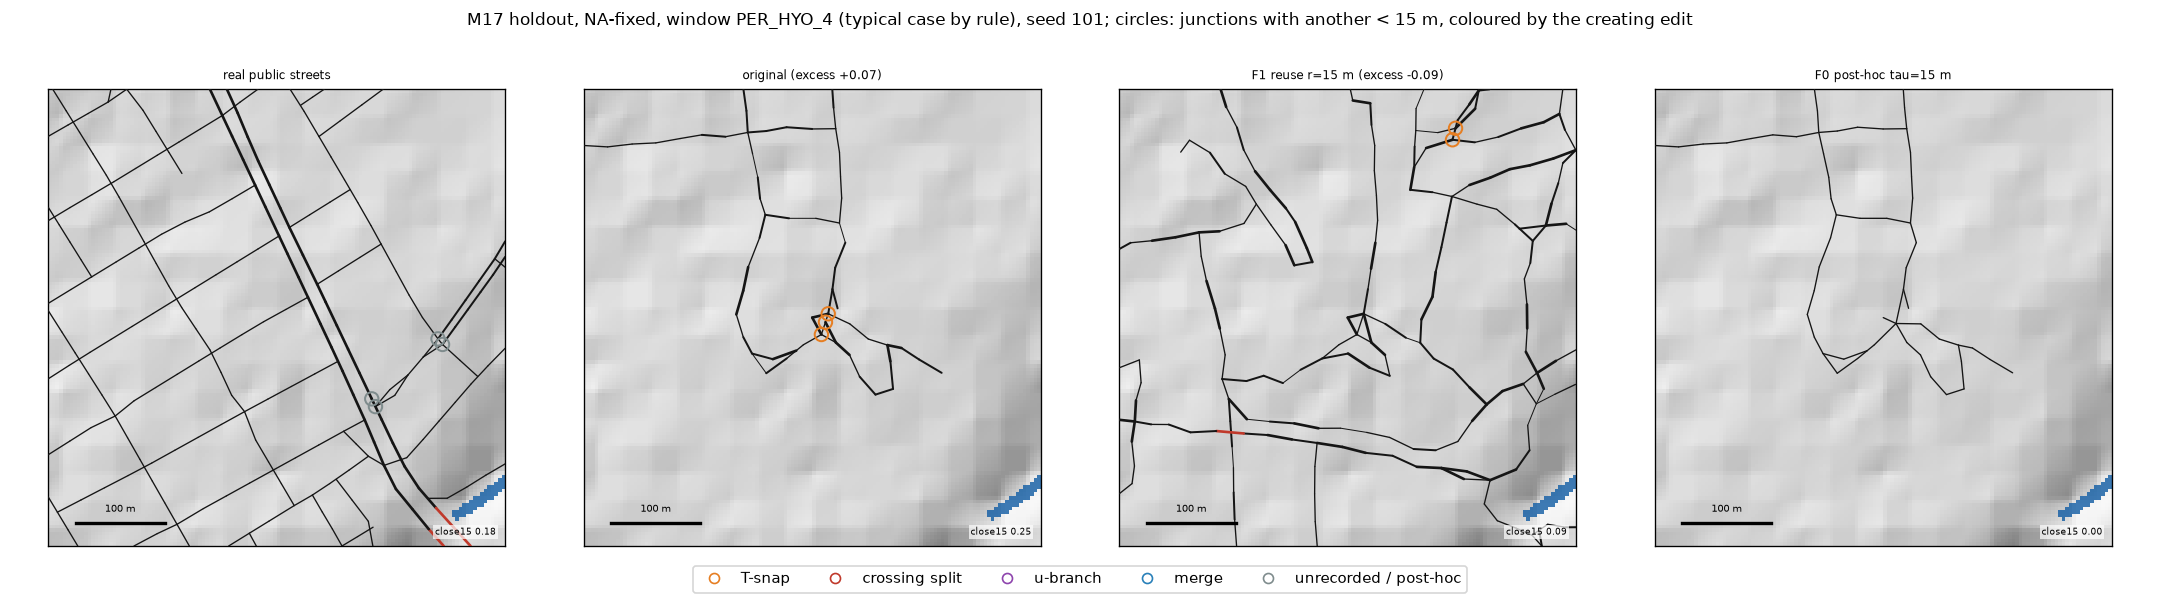 M17 holdout, NA-fixed, window PER_HYO_4 (typical case by rule), seed 101; circles: junctions with another < 15 m, coloured by the creating edit
real public streets
original (excess +0.07)
F1 reuse r=15 m (excess -0.09)
F0 post-hoc tau=15 m
100 m
close15 0.18
100 m
close15 0.25
100 m
close15 0.09
100 m
close15 0.00
T-snap
crossing split
u-branch
merge
unrecorded / post-hoc